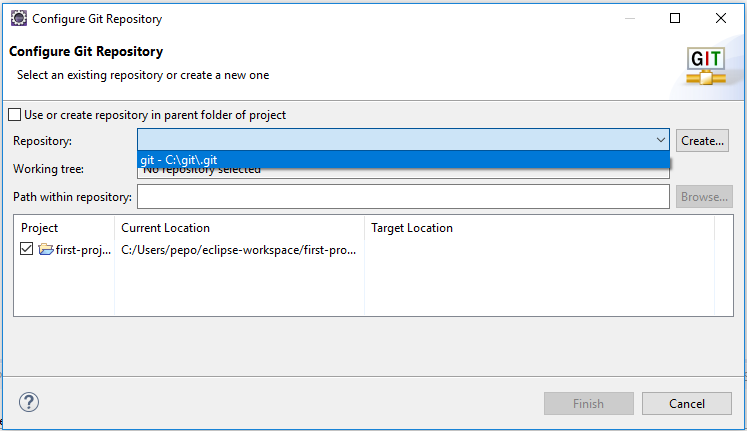 Configure Git Repository
Configure Git Repository
Select an existing repository or create a new one
GIT
Use or create repository in parent folder of project
Repository:
Create...
git - C:\git\.git
Working tree: No repository selected
Path within repository:
Browse...
Project Current Location Target Location
first-proj... C:/Users/pepo/eclipse-workspace/first-pro...
?
Finish Cancel